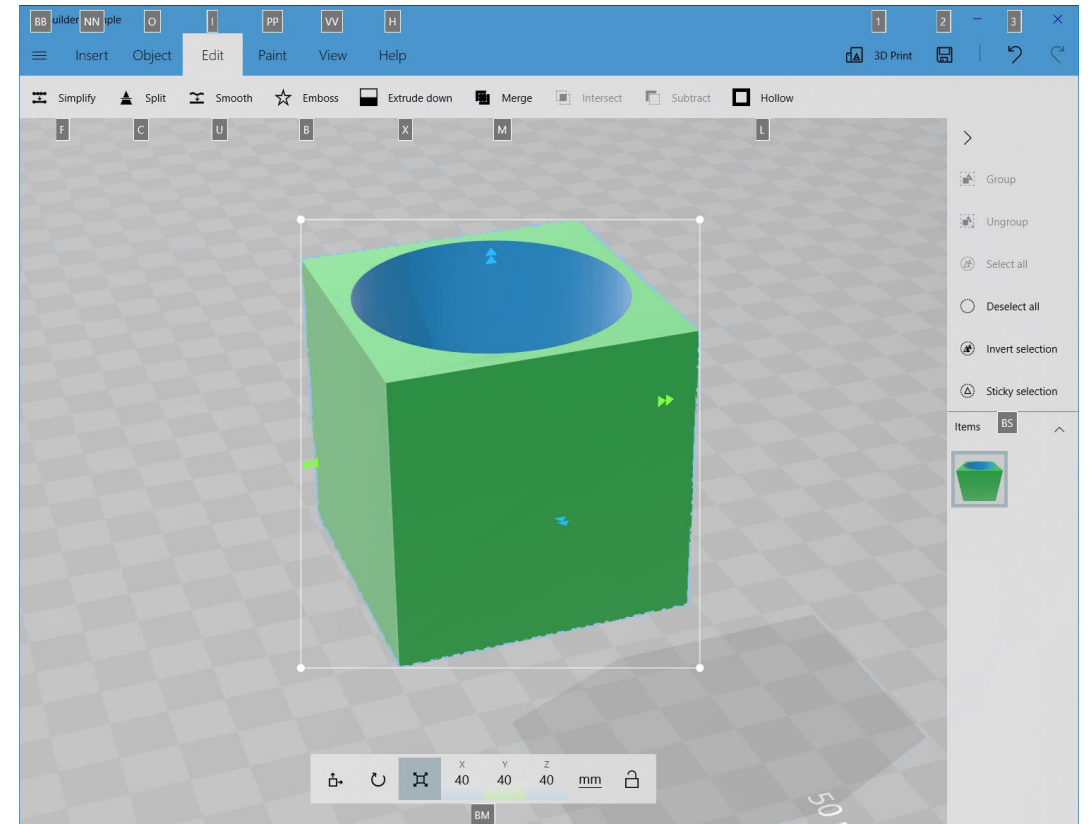 BB uilder NN ple O I PP VV H 1 2 3
Insert Object Edit Paint View Help 3D Print
Simplify Split Smooth Emboss Extrude down Merge Intersect Subtract Hollow
F C U B X M L
Group
Ungroup
Select all
Deselect all
Invert selection
Sticky selection
Items BS
X Y Z
40 40 40 mm
BM
50